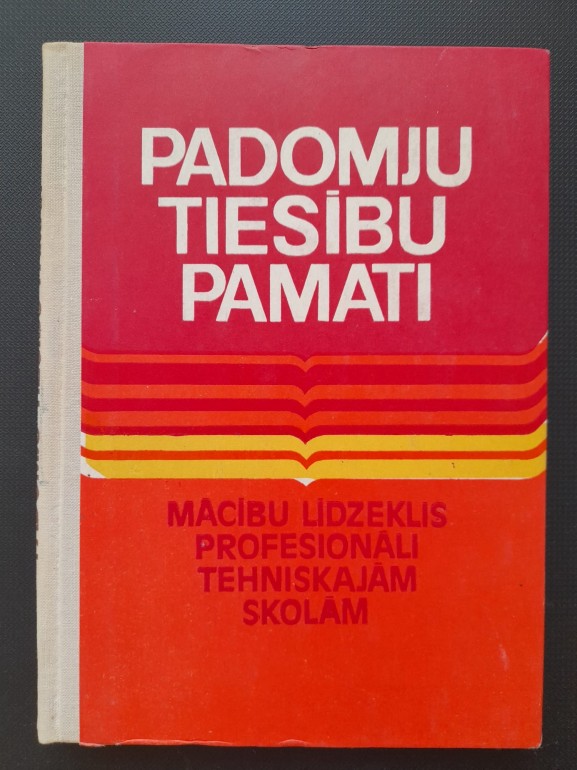 PADOMJU
TIESĪBU
PAMATI
MĀCĪBU LĪDZEKLIS
PROFESIONĀLI
TEHNISKAJĀM
SKOLĀM